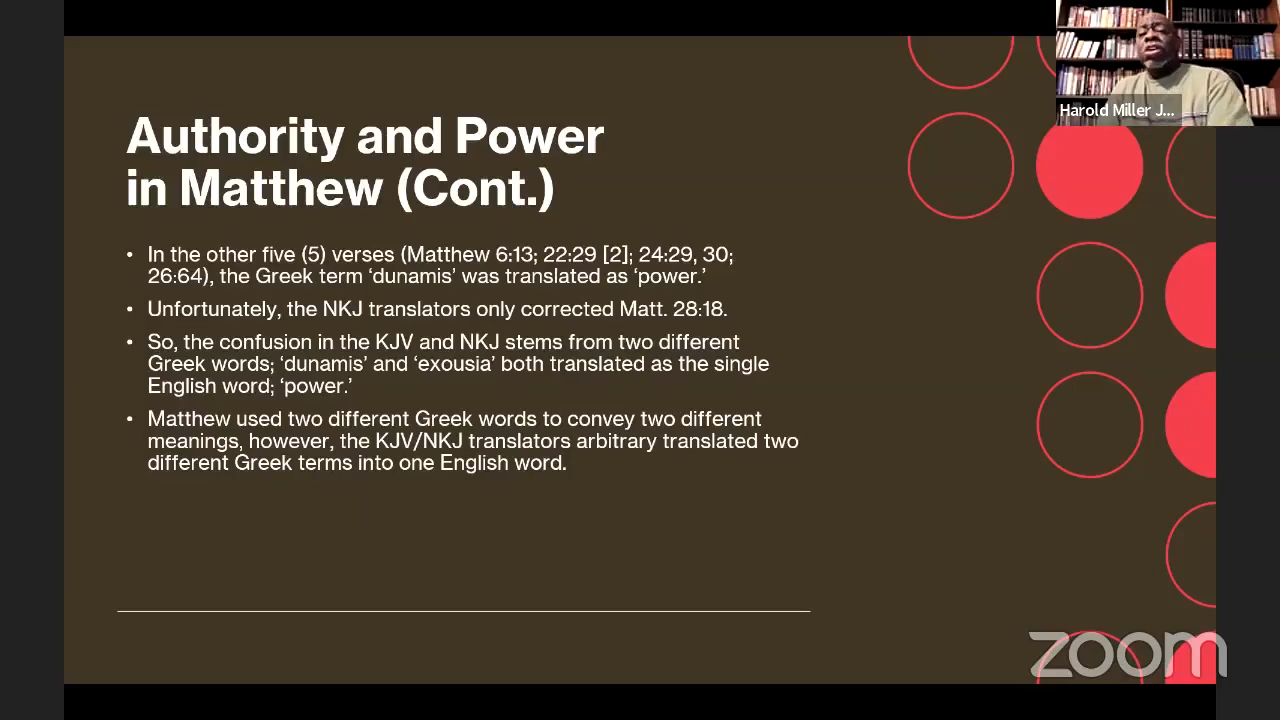 Harold Miller J...
Authority and Power
in Matthew (Cont.)
• In the other five (5) verses (Matthew 6:13; 22:29 [2]; 24:29, 30;
26:64), the Greek term ‘dunamis’ was translated as ‘power.’
• Unfortunately, the NKJ translators only corrected Matt. 28:18.
• So, the confusion in the KJV and NKJ stems from two different
Greek words; ‘dunamis’ and ‘exousia’ both translated as the single
English word; ‘power.’
• Matthew used two different Greek words to convey two different
meanings, however, the KJV/NKJ translators arbitrary translated two
different Greek terms into one English word.
zoom